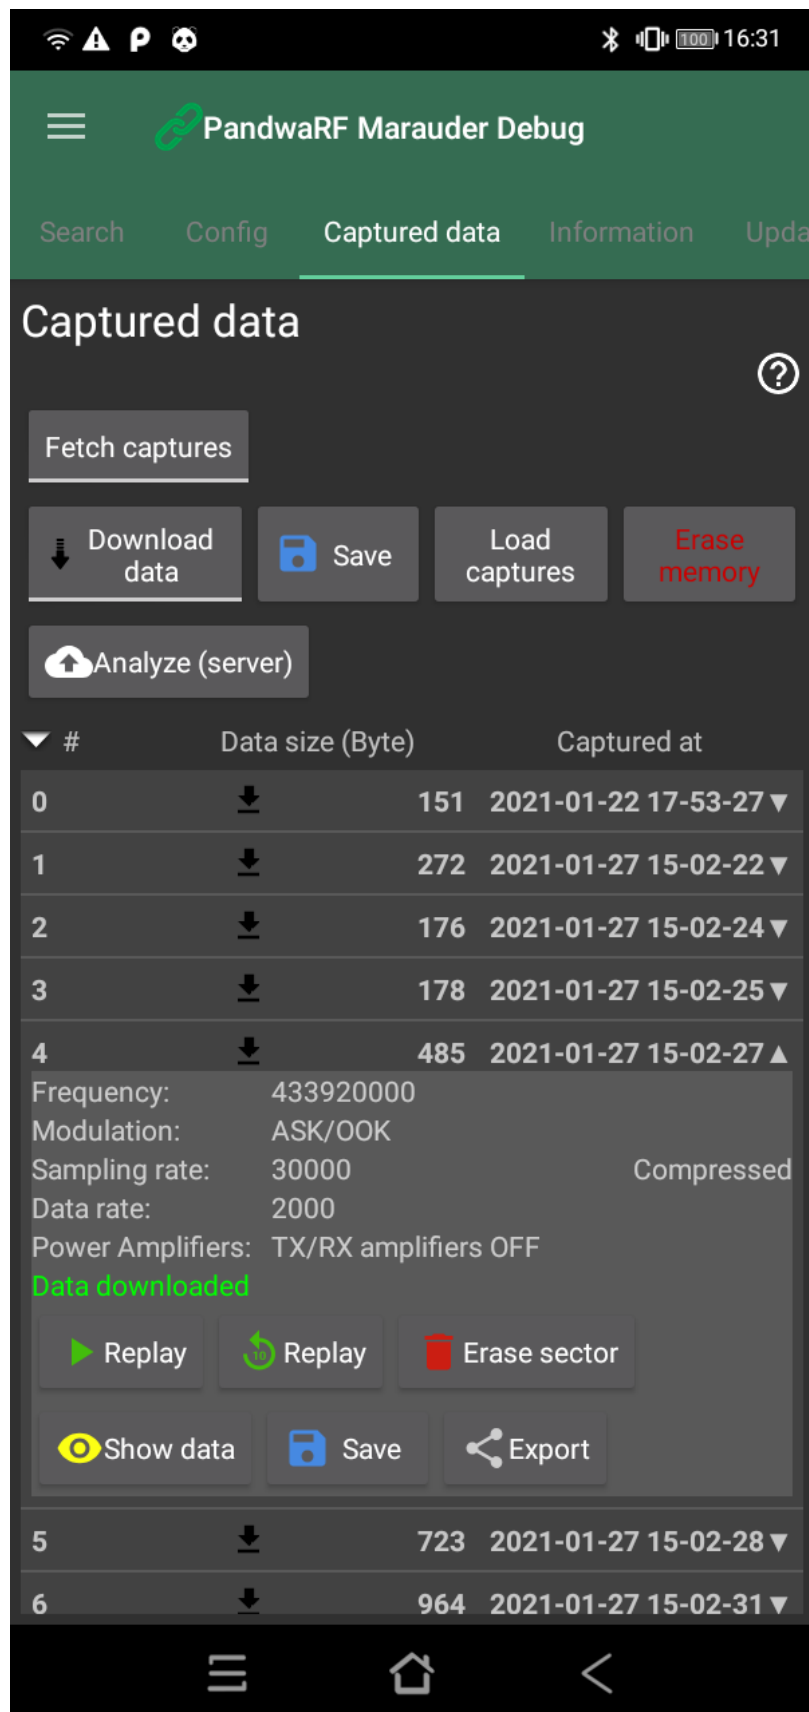 100 16:31
PandwaRF Marauder Debug
Search Config Captured data Information Upda
Captured data
Fetch captures
Download data
Save
Load captures
Erase memory
Analyze (server)
# Data size (Byte) Captured at
0 151 2021-01-22 17-53-27
1 272 2021-01-27 15-02-22
2 176 2021-01-27 15-02-24
3 178 2021-01-27 15-02-25
4 485 2021-01-27 15-02-27
Frequency: 433920000
Modulation: ASK/OOK
Sampling rate: 30000 Compressed
Data rate: 2000
Power Amplifiers: TX/RX amplifiers OFF
Data downloaded
Replay 10 Replay Erase sector
Show data Save Export
5 723 2021-01-27 15-02-28
6 964 2021-01-27 15-02-31